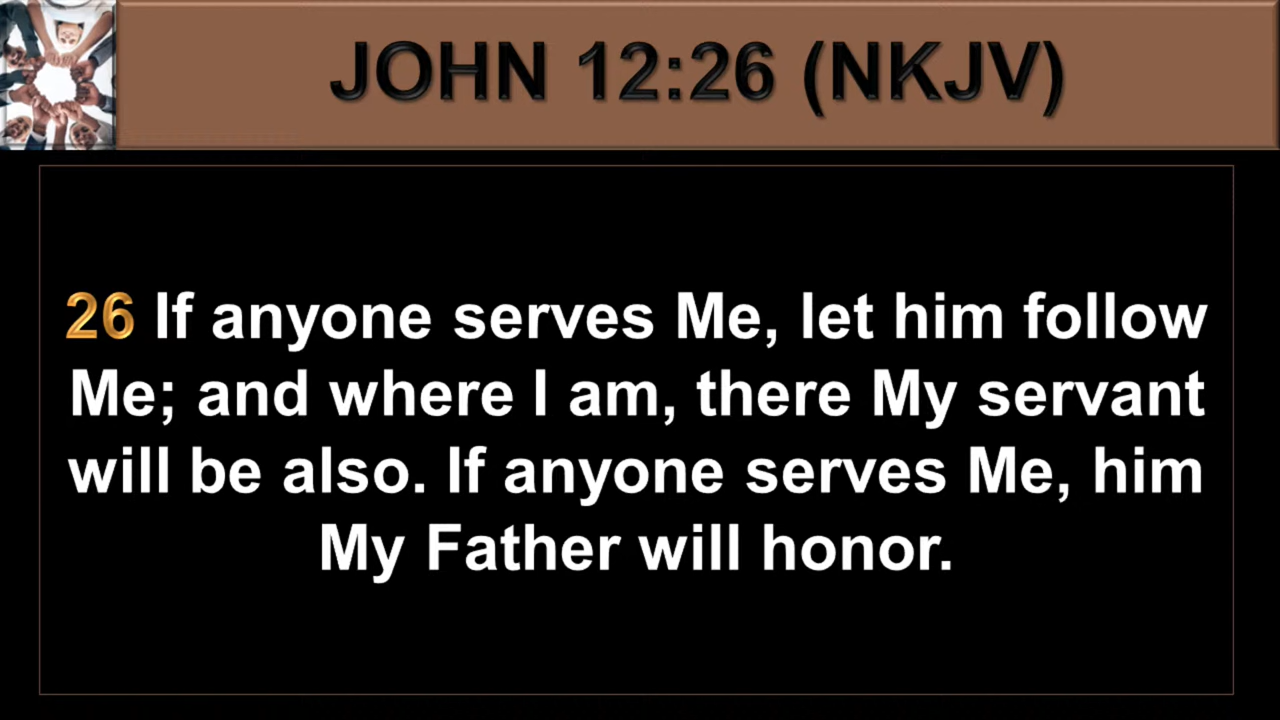 JOHN 12:26 (NKJV)
26 If anyone serves Me, let him follow
Me; and where I am, there My servant
will be also. If anyone serves Me, him
My Father will honor.